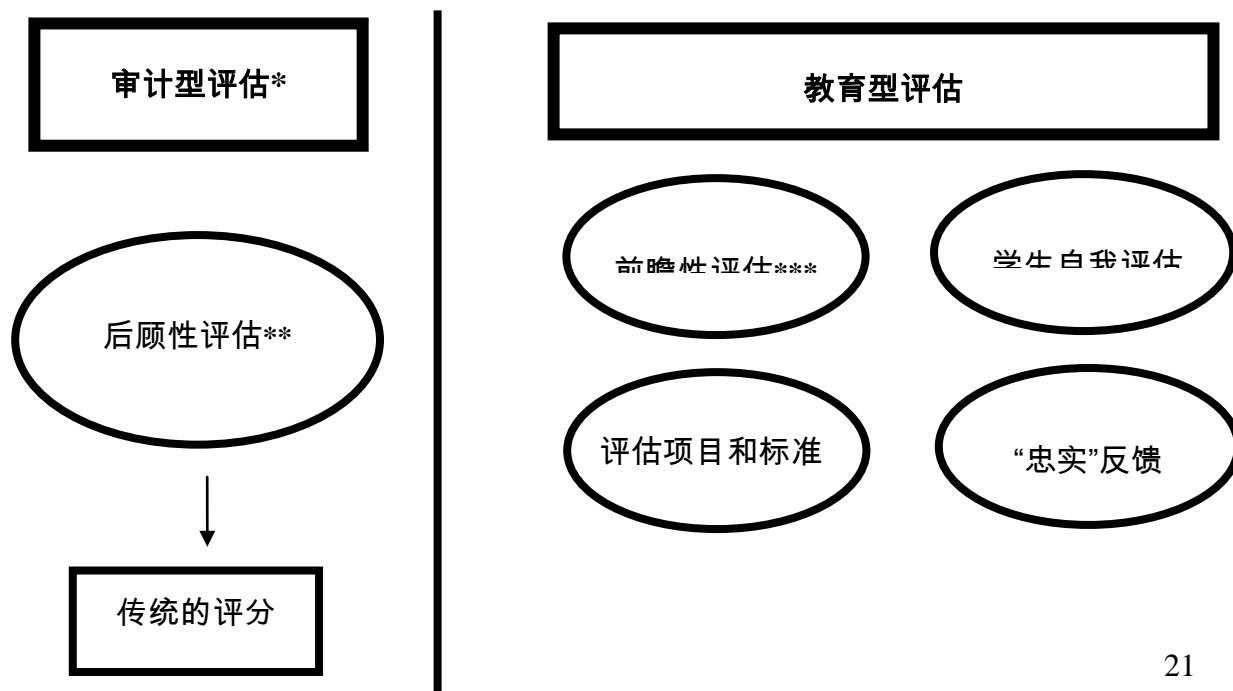 审计型评估*
教育型评估
后顾性评估**
传统的评分
前瞻性评估***
学生自我评估
评估项目和标准
“忠实”反馈
21